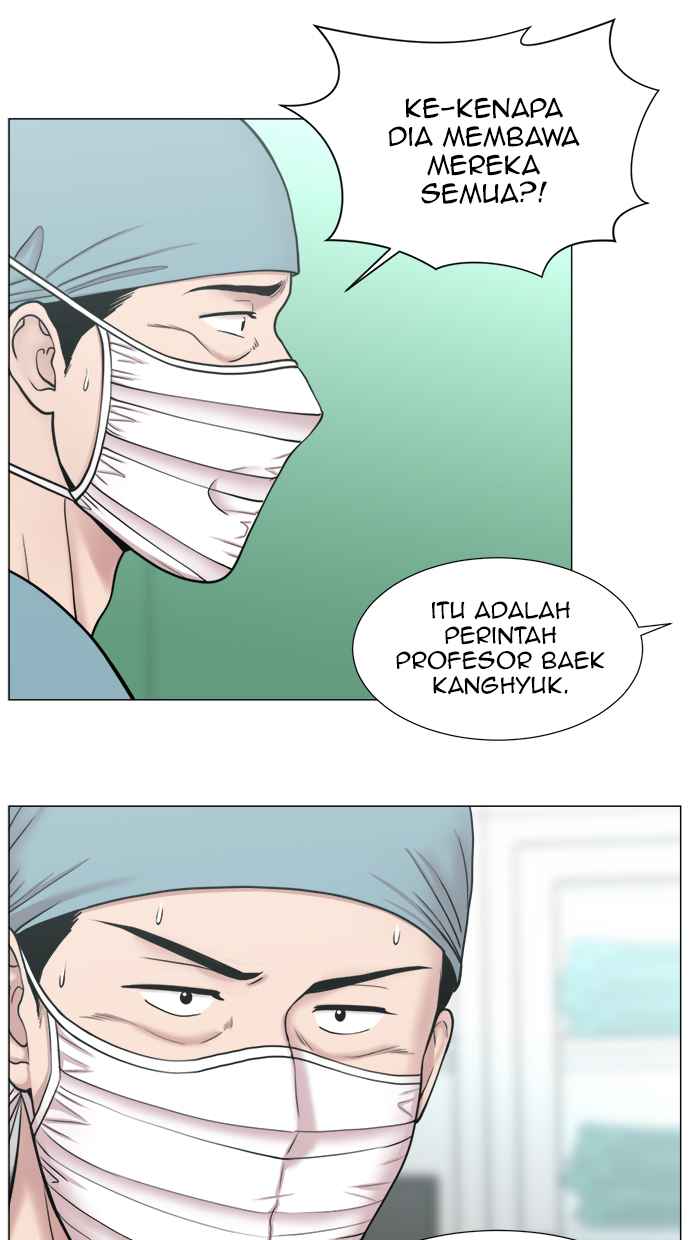 KE-KENAPA
DIA MEMBAWA
MEREKA
SEMUA?!
ITU ADALAH
PERINTAH
PROFESOR BAEK
KANGHYUK.